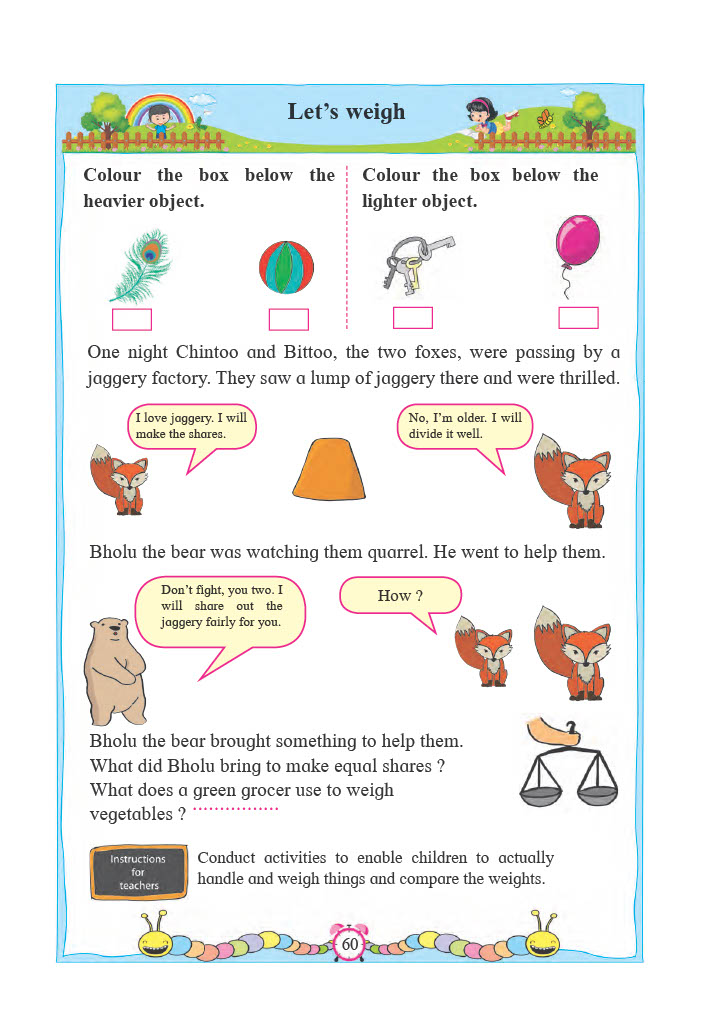 Let's weigh
Colour the box below the
heavier object.
Colour the box below the
lighter object.
One night Chintoo and Bittoo, the two foxes, were passing by a
jaggery factory. They saw a lump of jaggery there and were thrilled.
I love jaggery. I will
make the shares.
No, I'm older. I will
divide it well.
Bholu the bear was watching them quarrel. He went to help them.
Don't fight, you two. I
will share out the
jaggery fairly for you.
How ?
Bholu the bear brought something to help them.
What did Bholu bring to make equal shares ?
What does a green grocer use to weigh
vegetables ? ................
Instructions
for
teachers
Conduct activities to enable children to actually
handle and weigh things and compare the weights.
60